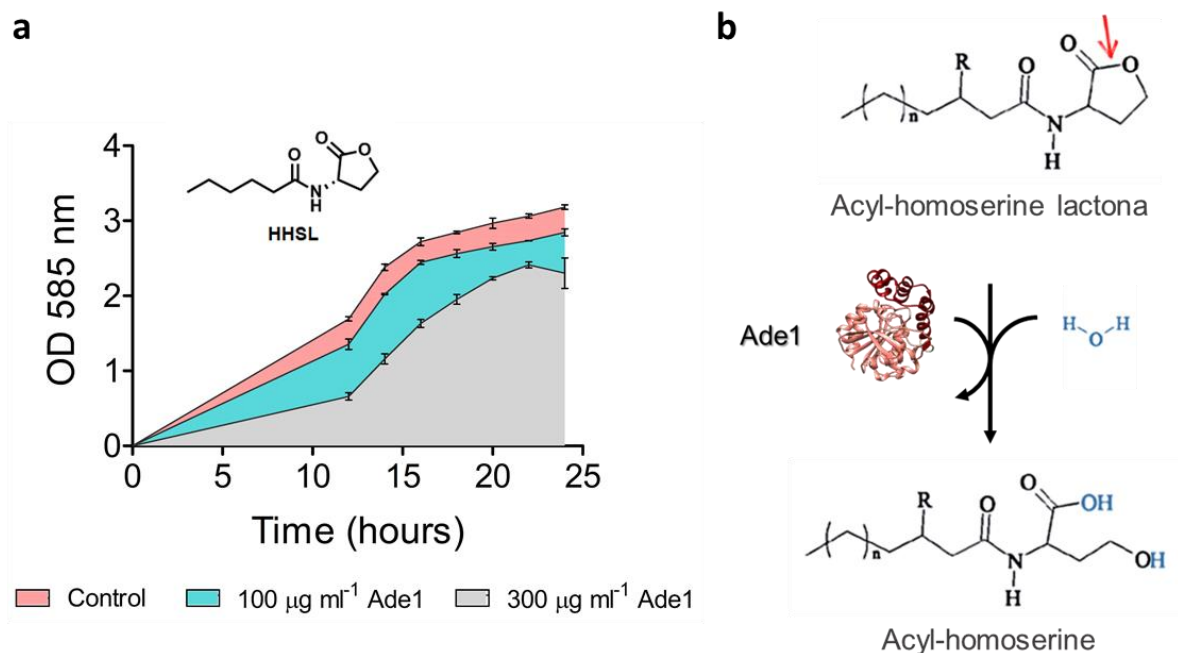 a
OD 585 nm
4
3
2
1
0
0 5 10 15 20 25
Time (hours)
O
O
O
N
H
HHSL
Control 100 μg ml⁻¹ Ade1 300 μg ml⁻¹ Ade1
b
R
O
O
O
n
N
H
Acyl-homoserine lactona
Ade1
H H
O
R
O
O
OH
n
N
OH
H
Acyl-homoserine